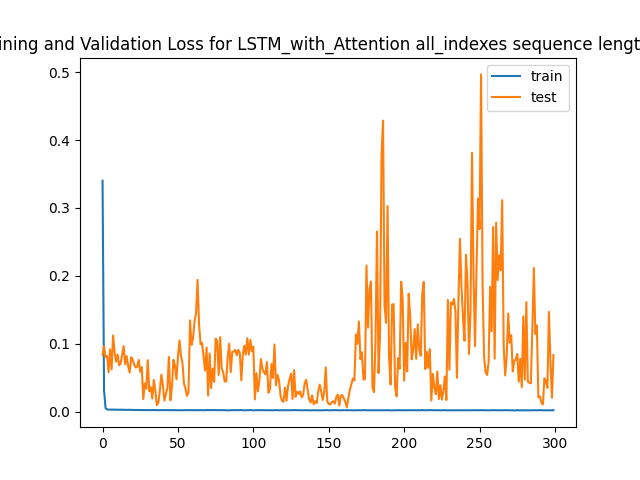 ining and Validation Loss for LSTM_with_Attention all_indexes sequence lengt
train
test
0.5
0.4
0.3
0.2
0.1
0.0
0 50 100 150 200 250 300